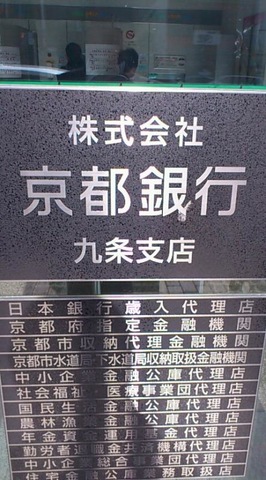 株式会社
京都銀行
九条支店
日本銀行歳入代理店
京都府指定金融機関
京都市収納代理金融機関
京都市水道局・下水道局収納取扱金融機関
中小企業金融公庫代理店
社会福祉・医療事業団代理店
国民生活金融公庫代理店
農林漁業金融公庫代理店
年金資金運用基金代理店
勤労者退職金共済機構代理店
中小企業総合事業団代理店
住宅金融公庫業務取扱店